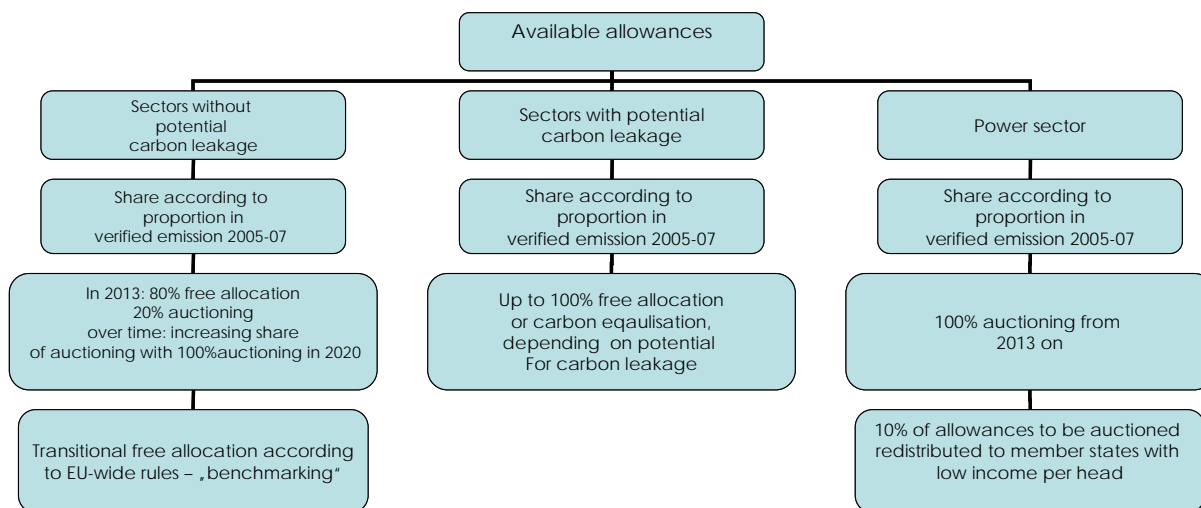 Available allowances
Sectors without
potential
carbon leakage
Sectors with potential
carbon leakage
Power sector
Share according to
proportion in
verified emission 2005-07
Share according to
proportion in
verified emission 2005-07
Share according to
proportion in
verified emission 2005-07
In 2013: 80% free allocation
20% auctioning
over time: increasing share
of auctioning with 100%auctioning in 2020
Up to 100% free allocation
or carbon eqaulisation,
depending on potential
For carbon leakage
100% auctioning from
2013 on
Transitional free allocation according
to EU-wide rules – „benchmarking“
10% of allowances to be auctioned
redistributed to member states with
low income per head